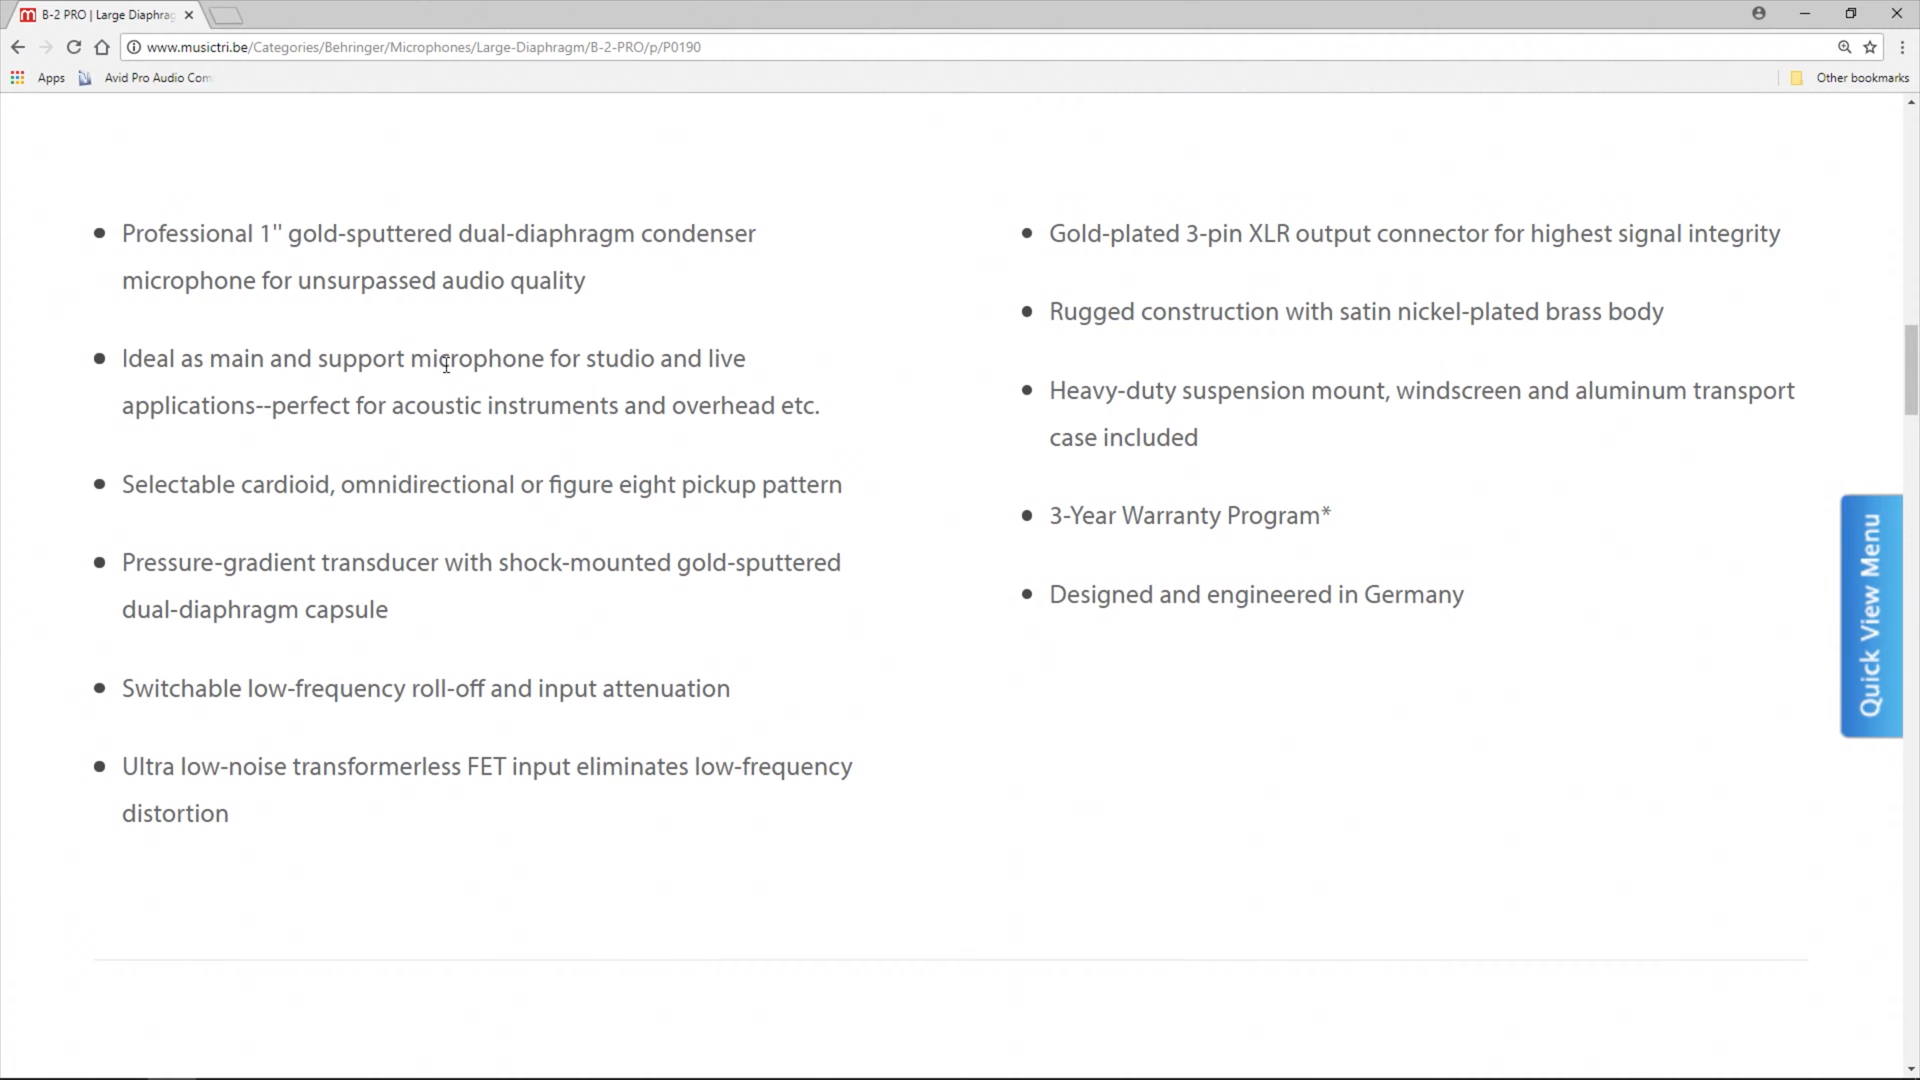 B-2 PRO | Large Diaphrag
www.musictri.be/Categories/Behringer/Microphones/Large-Diaphragm/B-2-PRO/p/P0190
Apps
Avid Pro Audio Com
Other bookmarks
Professional 1" gold-sputtered dual-diaphragm condenser
microphone for unsurpassed audio quality
Ideal as main and support microphone for studio and live
applications--perfect for acoustic instruments and overhead etc.
Selectable cardioid, omnidirectional or figure eight pickup pattern
Pressure-gradient transducer with shock-mounted gold-sputtered
dual-diaphragm capsule
Switchable low-frequency roll-off and input attenuation
Ultra low-noise transformerless FET input eliminates low-frequency
distortion
Gold-plated 3-pin XLR output connector for highest signal integrity
Rugged construction with satin nickel-plated brass body
Heavy-duty suspension mount, windscreen and aluminum transport
case included
3-Year Warranty Program*
Designed and engineered in Germany
Quick View Menu